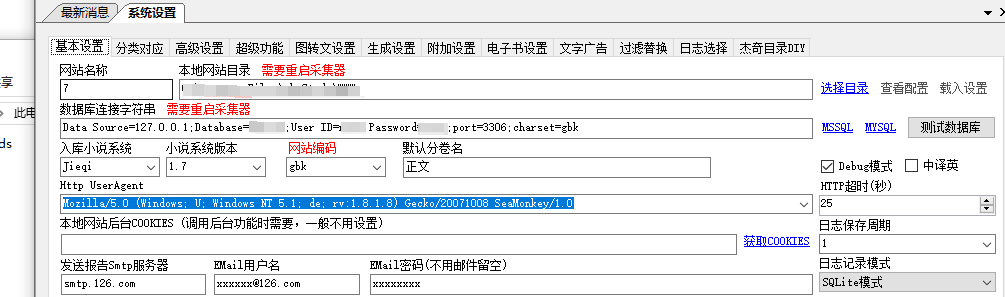 最新消息 系统设置
基本设置 分类对应 高级设置 超级功能 图转文设置 生成设置 附加设置 电子书设置 文字广告 过滤替换 日志选择 杰奇目录DIY
网站名称 本地网站目录 需要重启采集器
7 选择目录 查看配置 载入设置
数据库连接字符串 需要重启采集器
Data Source=127.0.0.1;Database= ;User ID= Password ;port=3306;charset=gbk MSSQL MYSQL 测试数据库
入库小说系统 小说系统版本 网站编码 默认分卷名
Jieqi 1.7 gbk 正文 Debug模式 中译英
Http UserAgent HTTP超时(秒)
Mozilla/5.0 (Windows; U; Windows NT 5.1; de; rv:1.8.1.8) Gecko/20071008 SeaMonkey/1.0 25
本地网站后台COOKIES (调用后台功能时需要,一般不用设置) 日志保存周期
获取COOKIES 1
发送报告Smtp服务器 EMail用户名 EMail密码(不用邮件留空) 日志记录模式
smtp.126.com xxxxxx@126.com xxxxxxxx SQLite模式
享
此电
ds